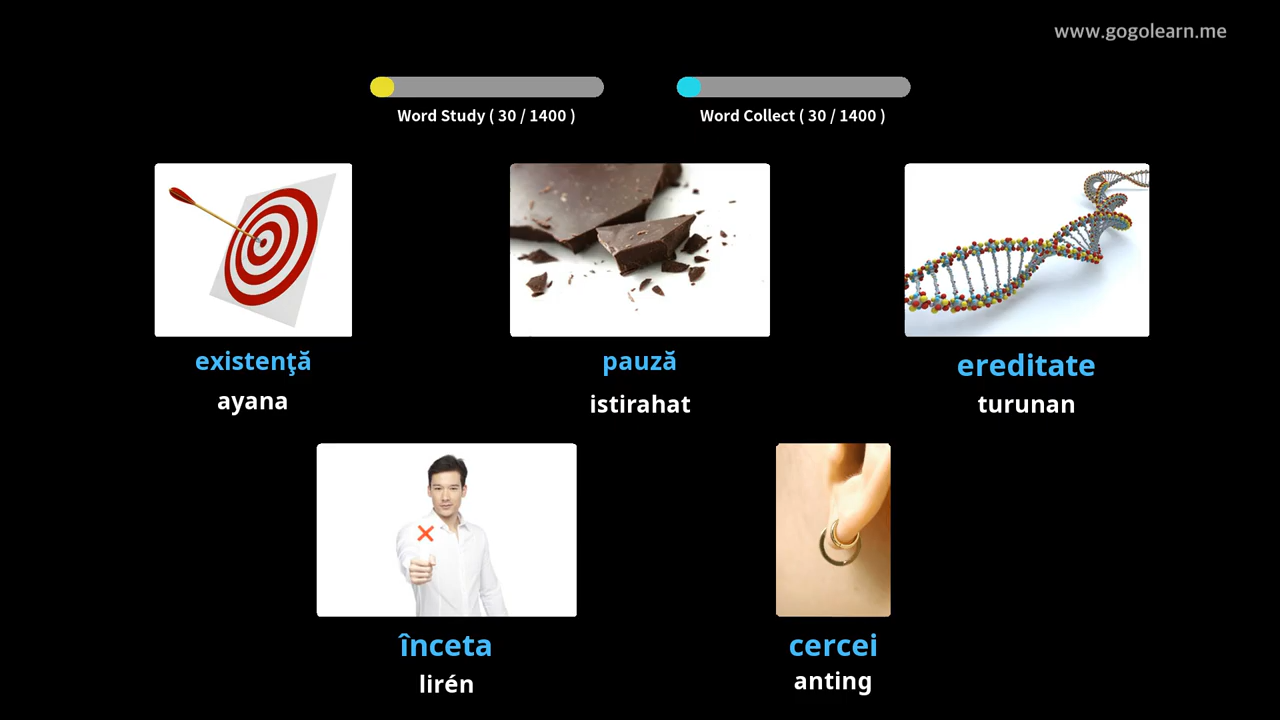 www.gogolearn.me
Word Study ( 30 / 1400 )
Word Collect ( 30 / 1400 )
existenţă
pauză
ereditate
ayana
istirahat
turunan
înceta
cercei
lirén
anting